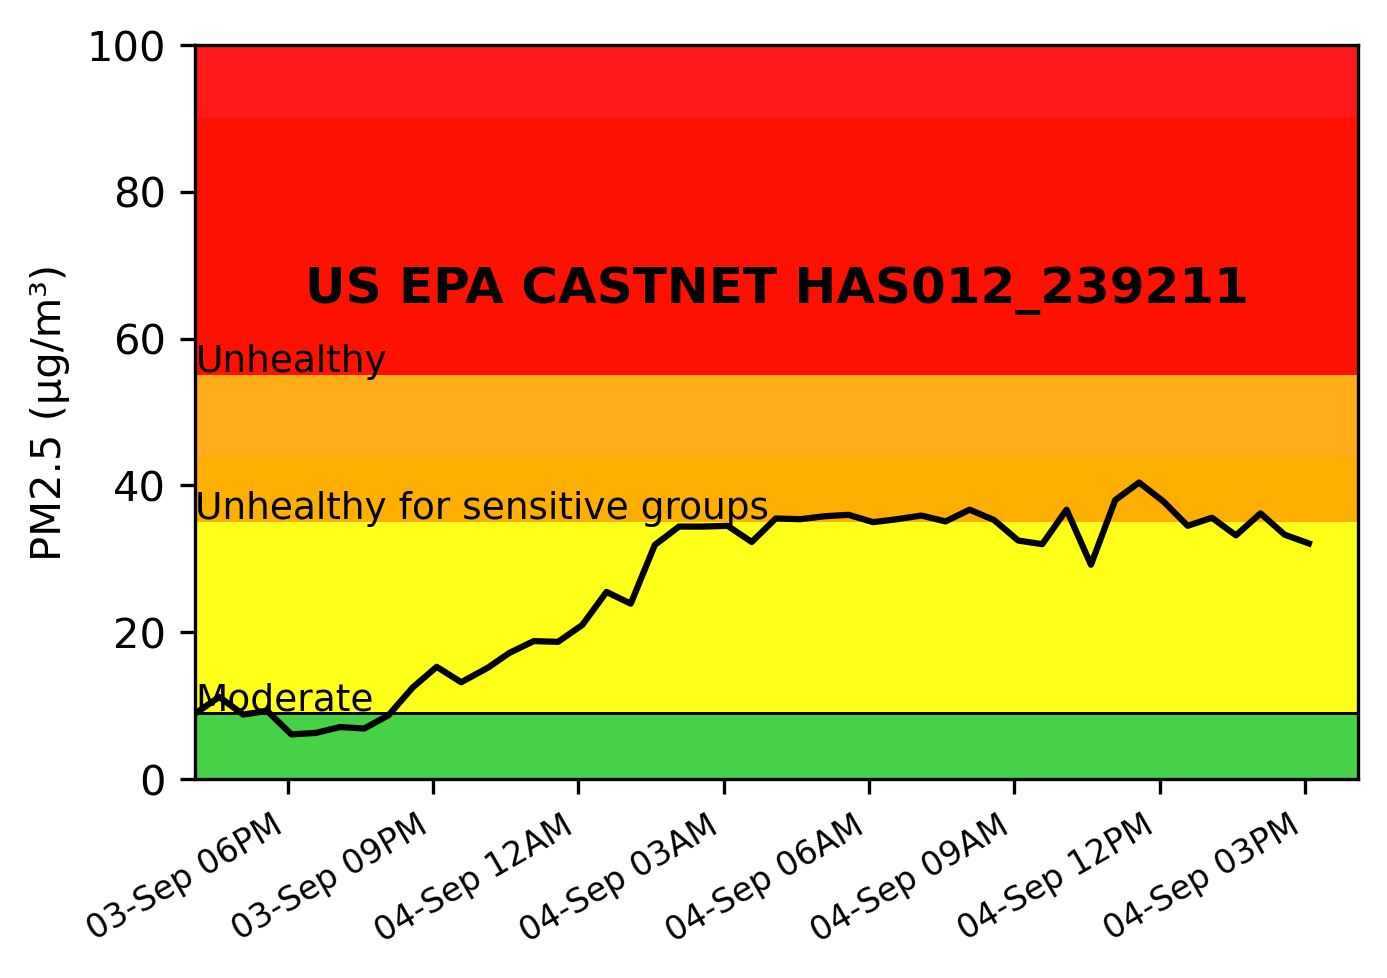 100
80
60
40
20
0
PM2.5 (µg/m³)
US EPA CASTNET HAS012_239211
Unhealthy
Unhealthy for sensitive groups
Moderate
03-Sep 06PM
03-Sep 09PM
04-Sep 12AM
04-Sep 03AM
04-Sep 06AM
04-Sep 09AM
04-Sep 12PM
04-Sep 03PM